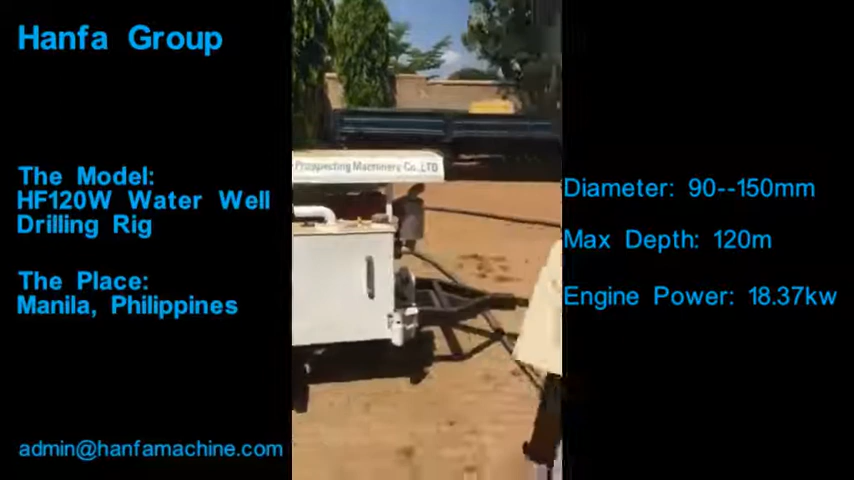 Hanfa Group
The Model:
HF120W Water Well
Drilling Rig
The Place:
Manila, Philippines
admin@hanfamachine.com
Prospecting Machinery Co.,LTD
Diameter: 90--150mm
Max Depth: 120m
Engine Power: 18.37kw